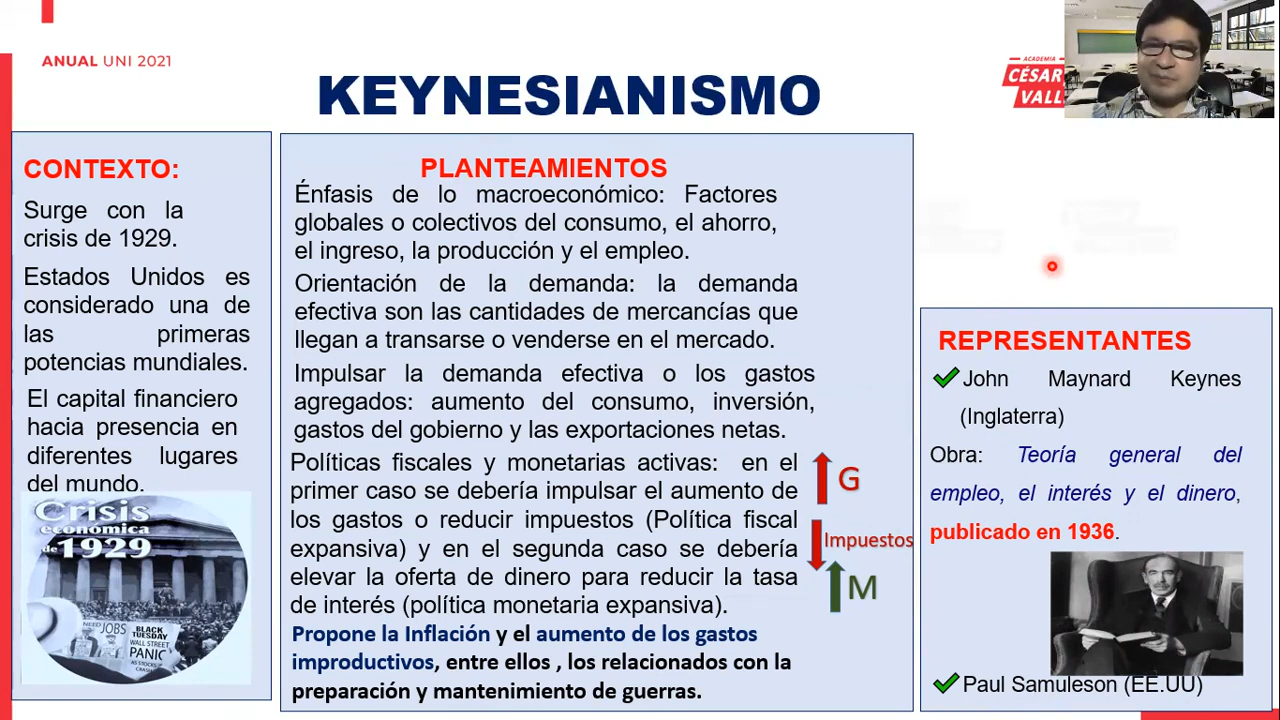 ANUAL UNI 2021
ACADEMIA
CÉSAR
KEYNESIANISMO
CONTEXTO:
Surge con la
crisis de 1929.
Estados Unidos es
considerado una de
las primeras
potencias mundiales.
El capital financiero
hacia presencia en
diferentes lugares
del mundo.
Crisis
económica
de 1929
NEED JOBS
BLACK
TUESDAY
WALL STREET
PANIC
PLANTEAMIENTOS
Énfasis de lo macroeconómico: Factores
globales o colectivos del consumo, el ahorro,
el ingreso, la producción y el empleo.
Orientación de la demanda: la demanda
efectiva son las cantidades de mercancías que
llegan a transarse o venderse en el mercado.
Impulsar la demanda efectiva o los gastos
agregados: aumento del consumo, inversión,
gastos del gobierno y las exportaciones netas.
Políticas fiscales y monetarias activas: en el
primer caso se debería impulsar el aumento de
los gastos o reducir impuestos (Política fiscal
expansiva) y en el segundo caso se debería
elevar la oferta de dinero para reducir la tasa
de interés (política monetaria expansiva).
Propone la Inflación y el aumento de los gastos
improductivos, entre ellos , los relacionados con la
preparación y mantenimiento de guerras.
G
Impuestos
M
REPRESENTANTES
John Maynard Keynes
(Inglaterra)
Obra: Teoría general del
empleo, el interés y el dinero,
publicado en 1936.
Paul Samuleson (EE.UU)